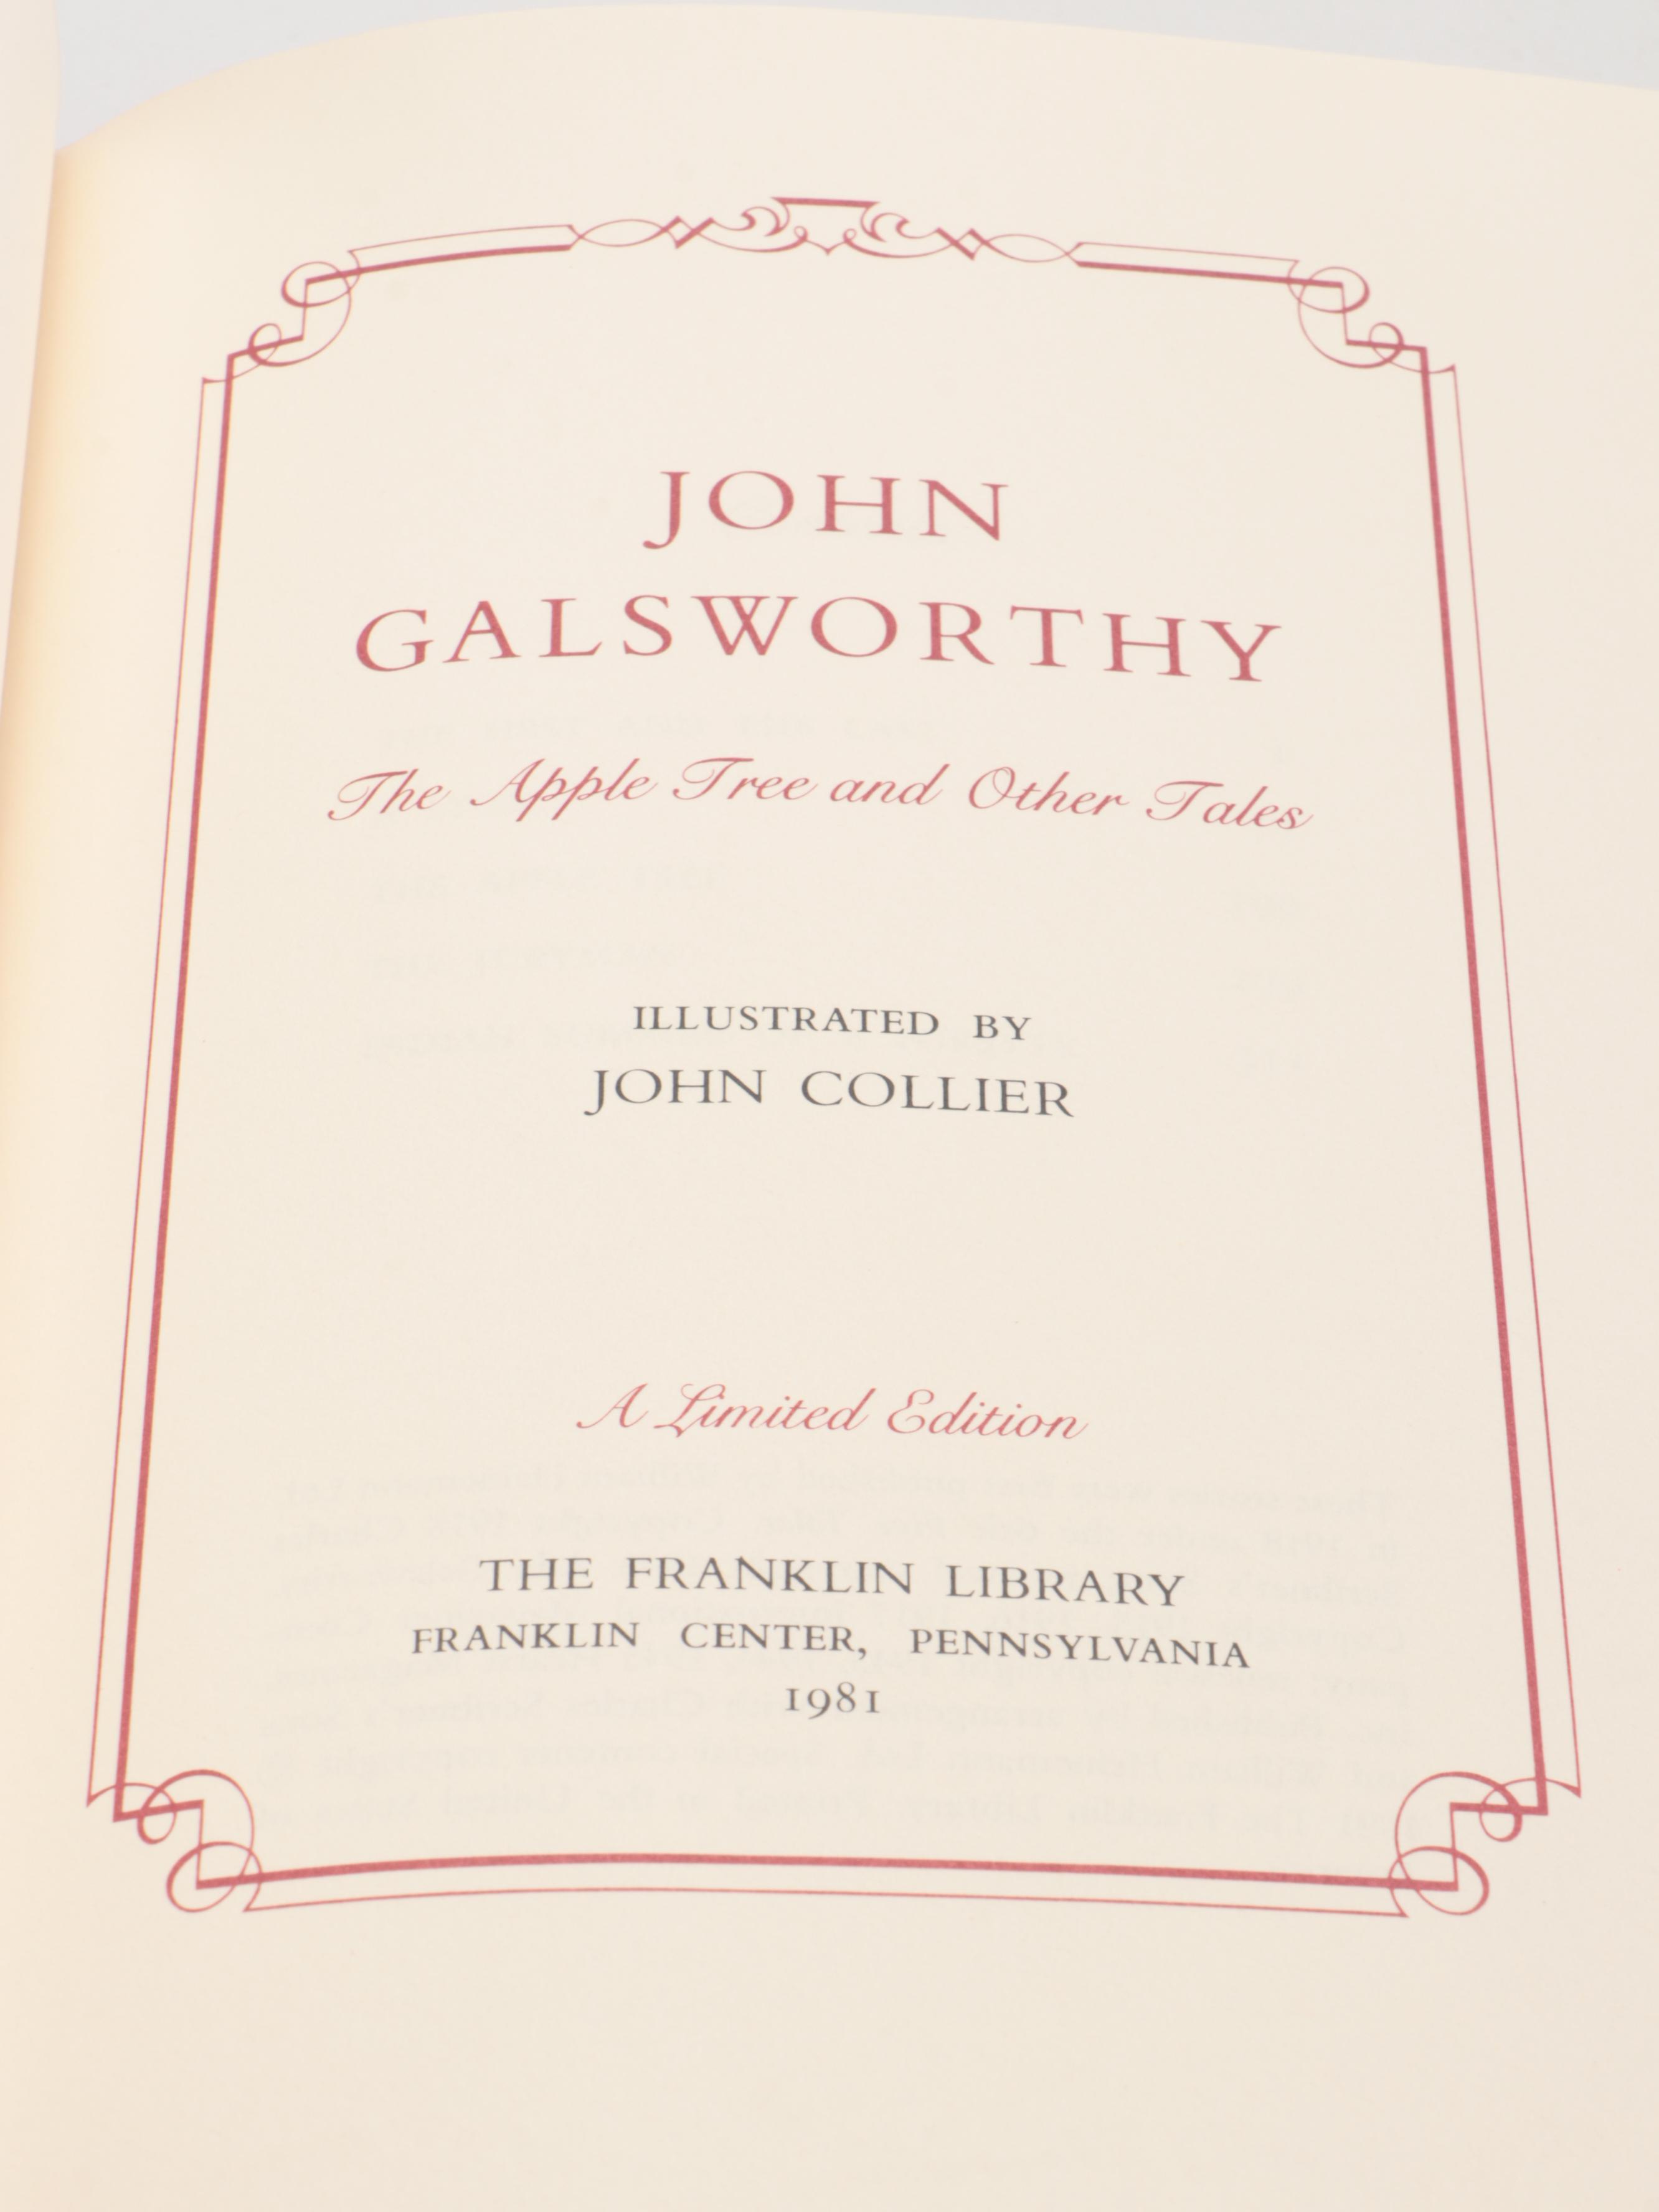 JOHN
GALSWORTHY
The Apple Tree and Other Tales
ILLUSTRATED BY
JOHN COLLIER
A Limited Edition
THE FRANKLIN LIBRARY
FRANKLIN CENTER, PENNSYLVANIA
1981